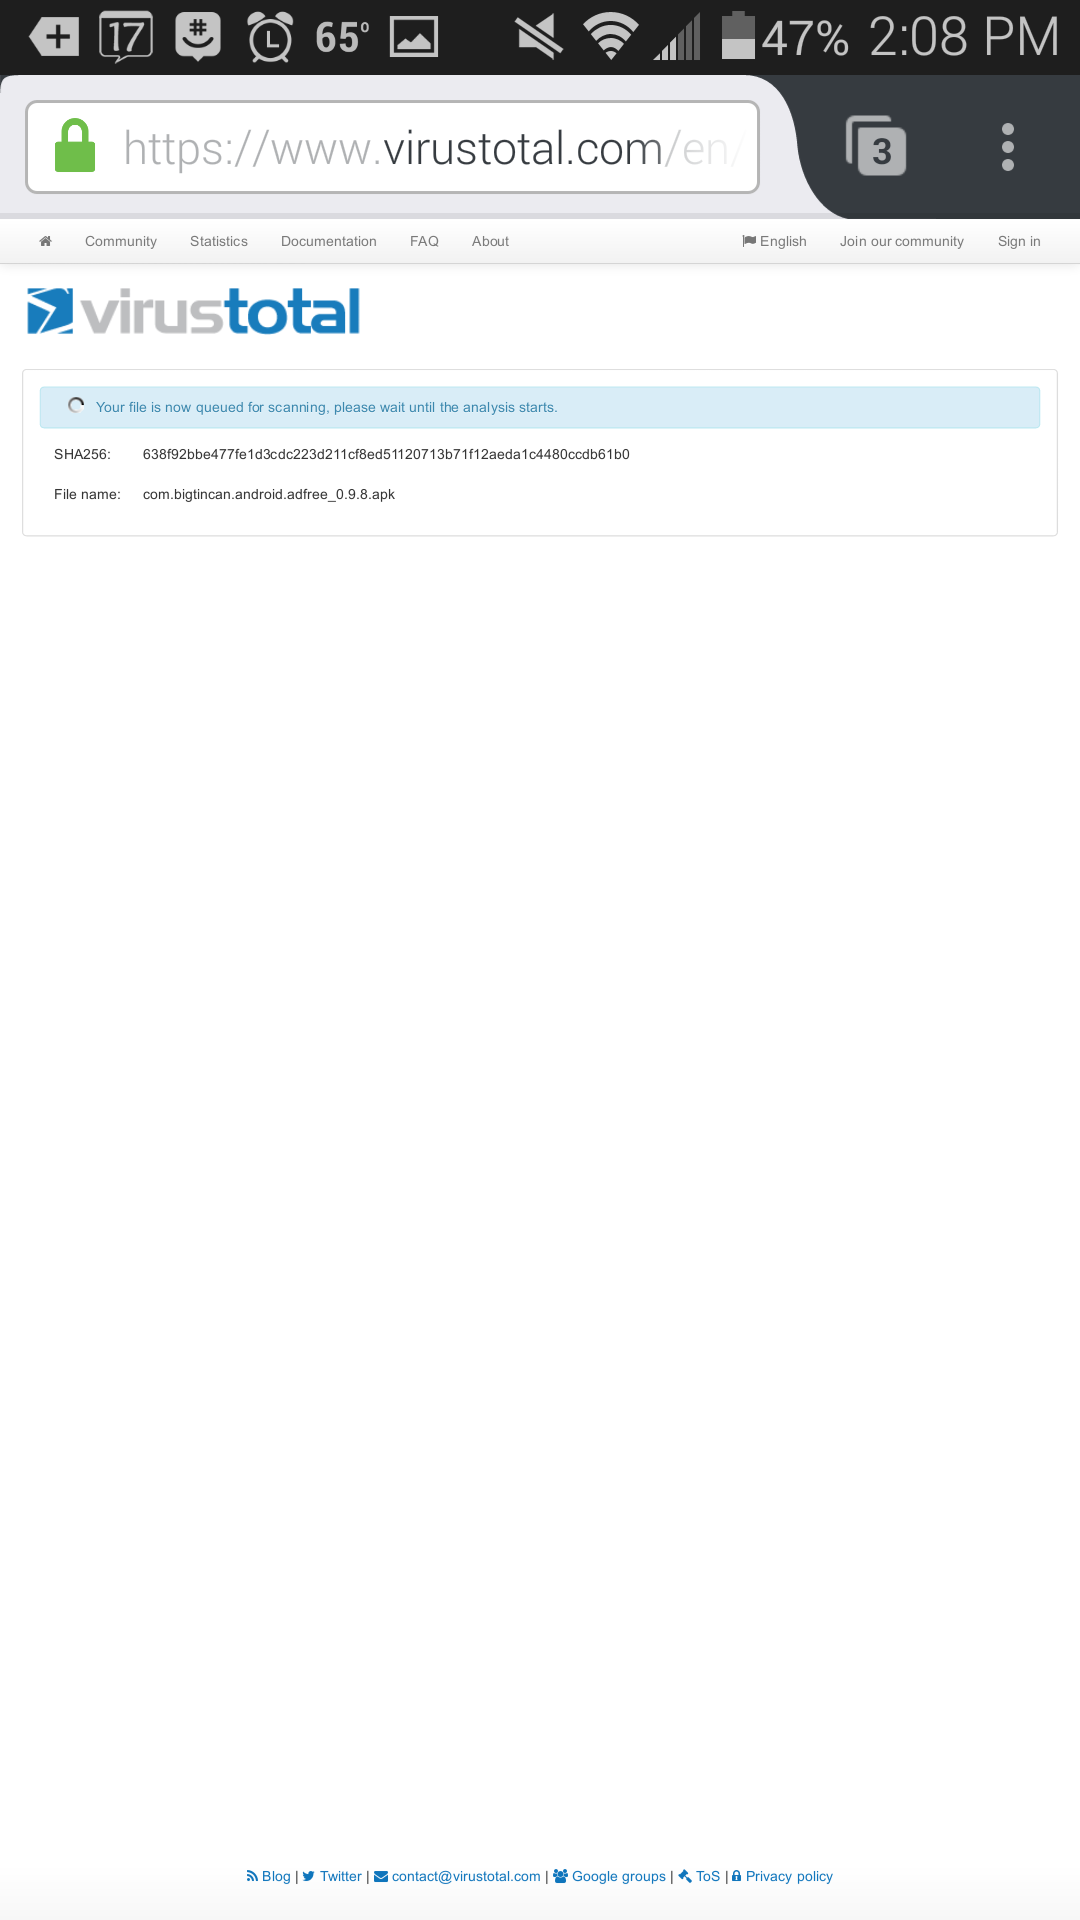 17 # 65° 47% 2:08 PM
https://www.virustotal.com/en/
3
Community Statistics Documentation FAQ About English Join our community Sign in
virustotal
Your file is now queued for scanning, please wait until the analysis starts.
SHA256: 638f92bbe477fe1d3cdc223d211cf8ed51120713b71f12aeda1c4480ccdb61b0
File name: com.bigtincan.android.adfree_0.9.8.apk
Blog | Twitter | contact@virustotal.com | Google groups | ToS | Privacy policy